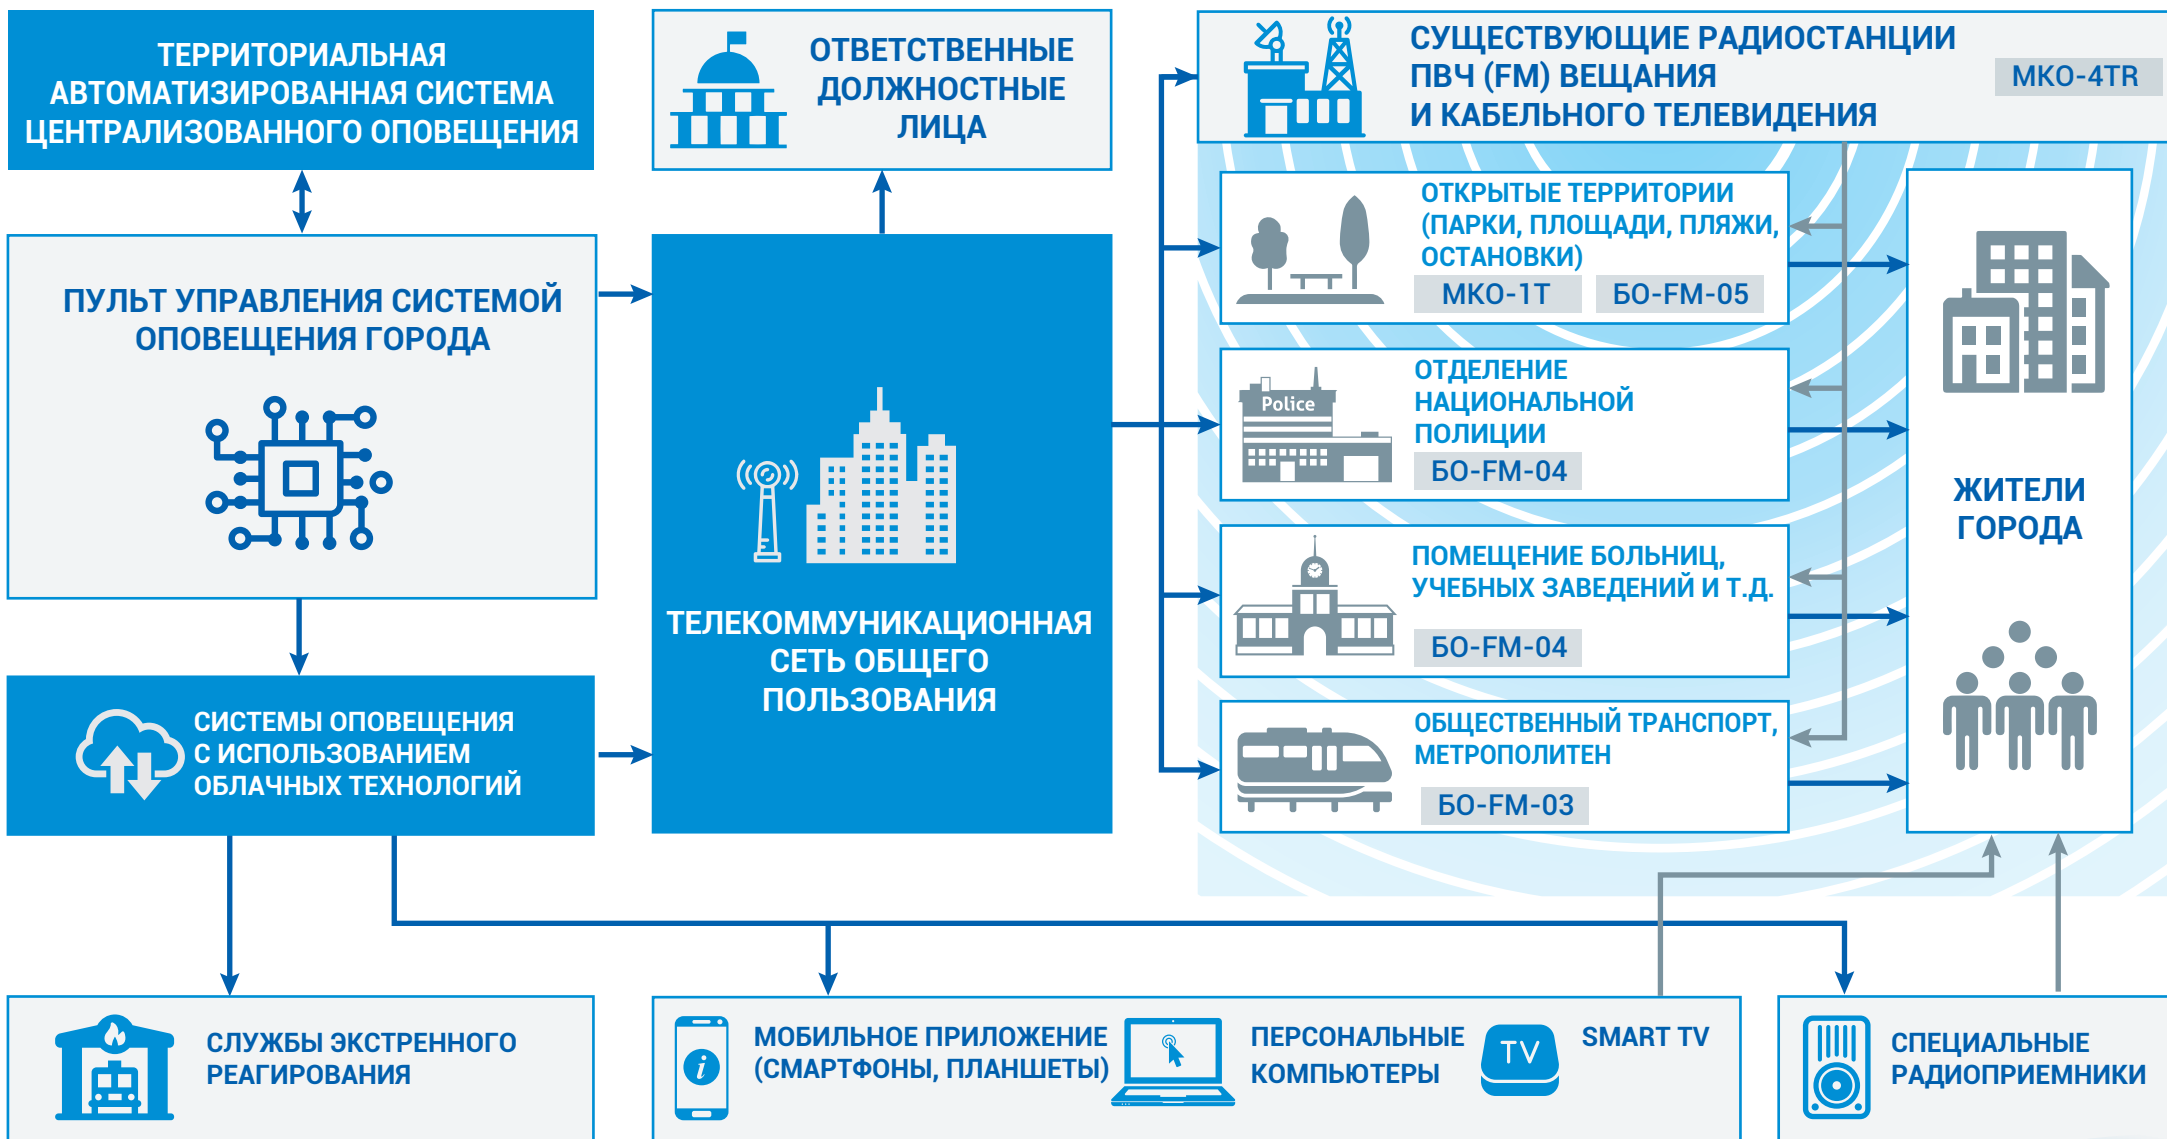 ТЕРРИТОРИАЛЬНАЯ
АВТОМАТИЗИРОВАННАЯ СИСТЕМА
ЦЕНТРАЛИЗОВАННОГО ОПОВЕЩЕНИЯ
ОТВЕТСТВЕННЫЕ
ДОЛЖНОСТНЫЕ
ЛИЦА
СУЩЕСТВУЮЩИЕ РАДИОСТАНЦИИ
ПВЧ (FM) ВЕЩАНИЯ
И КАБЕЛЬНОГО ТЕЛЕВИДЕНИЯ
МКО-4TR
ПУЛЬТ УПРАВЛЕНИЯ СИСТЕМОЙ
ОПОВЕЩЕНИЯ ГОРОДА
ТЕЛЕКОММУНИКАЦИОННАЯ
СЕТЬ ОБЩЕГО
ПОЛЬЗОВАНИЯ
ОТКРЫТЫЕ ТЕРРИТОРИИ
(ПАРКИ, ПЛОЩАДИ, ПЛЯЖИ,
ОСТАНОВКИ)
МКО-1Т БО-FM-05
Police
ОТДЕЛЕНИЕ
НАЦИОНАЛЬНОЙ
ПОЛИЦИИ
БО-FM-04
ПОМЕЩЕНИЕ БОЛЬНИЦ,
УЧЕБНЫХ ЗАВЕДЕНИЙ И Т.Д.
БО-FM-04
ОБЩЕСТВЕННЫЙ ТРАНСПОРТ,
МЕТРОПОЛИТЕН
БО-FM-03
ЖИТЕЛИ
ГОРОДА
СИСТЕМЫ ОПОВЕЩЕНИЯ
С ИСПОЛЬЗОВАНИЕМ
ОБЛАЧНЫХ ТЕХНОЛОГИЙ
СЛУЖБЫ ЭКСТРЕННОГО
РЕАГИРОВАНИЯ
i
МОБИЛЬНОЕ ПРИЛОЖЕНИЕ
(СМАРТФОНЫ, ПЛАНШЕТЫ)
ПЕРСОНАЛЬНЫЕ
КОМПЬЮТЕРЫ
TV
SMART TV
СПЕЦИАЛЬНЫЕ
РАДИОПРИЕМНИКИ